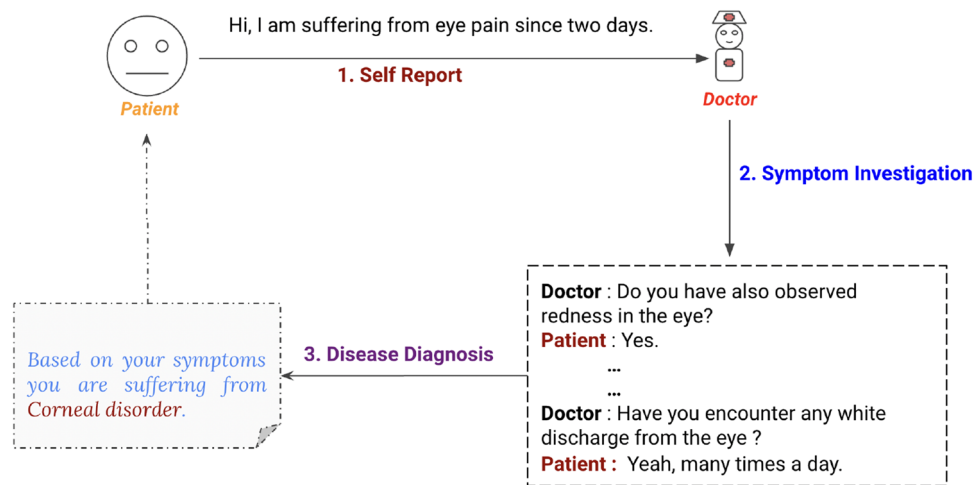 Hi, I am suffering from eye pain since two days.
1. Self Report
Patient
Doctor
2. Symptom Investigation
Doctor : Do you have also observed
redness in the eye?
Patient : Yes.
...
...
Doctor : Have you encounter any white
discharge from the eye ?
Patient :  Yeah, many times a day.
3. Disease Diagnosis
Based on your symptoms
you are suffering from
Corneal disorder.